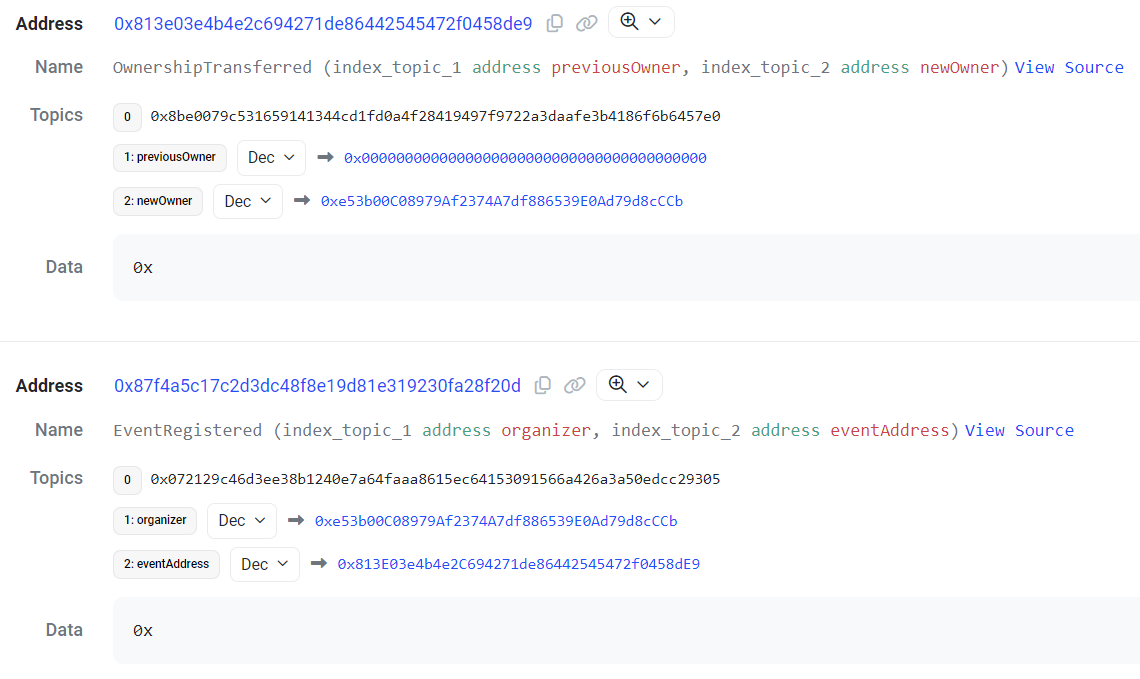 Address 0x813e03e4b4e2c694271de86442545472f0458de9
Name OwnershipTransferred (index_topic_1 address previousOwner, index_topic_2 address newOwner) View Source
Topics 0 0x8be0079c531659141344cd1fd0a4f28419497f9722a3daafe3b4186f6b6457e0
1: previousOwner Dec 0x0000000000000000000000000000000000000000
2: newOwner Dec 0xe53b00C08979Af2374A7df886539E0Ad79d8cCCb
Data 0x
Address 0x87f4a5c17c2d3dc48f8e19d81e319230fa28f20d
Name EventRegistered (index_topic_1 address organizer, index_topic_2 address eventAddress) View Source
Topics 0 0x072129c46d3ee38b1240e7a64faaa8615ec64153091566a426a3a50edcc29305
1: organizer Dec 0xe53b00C08979Af2374A7df886539E0Ad79d8cCCb
2: eventAddress Dec 0x813E03e4b4e2C694271de86442545472f0458dE9
Data 0x